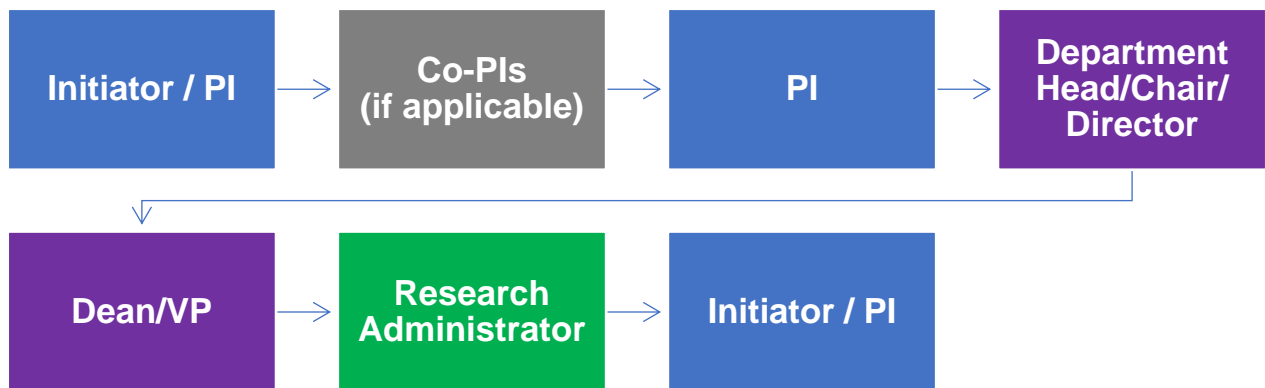 Initiator / PI
Co-PIs
(if applicable)
PI
Department
Head/Chair/
Director
Dean/VP
Research
Administrator
Initiator / PI